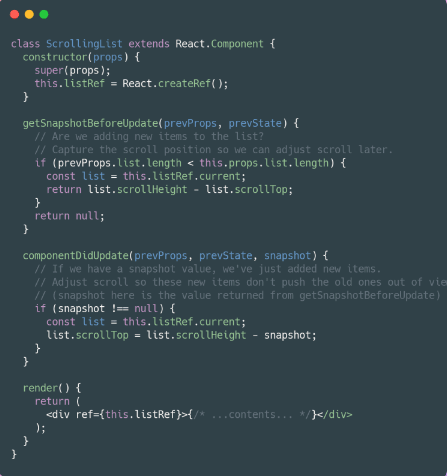 class ScrollingList extends React.Component {
  constructor(props) {
    super(props);
    this.listRef = React.createRef();
  }

  getSnapshotBeforeUpdate(prevProps, prevState) {
    // Are we adding new items to the list?
    // Capture the scroll position so we can adjust scroll later.
    if (prevProps.list.length < this.props.list.length) {
      const list = this.listRef.current;
      return list.scrollHeight - list.scrollTop;
    }
    return null;
  }

  componentDidUpdate(prevProps, prevState, snapshot) {
    // If we have a snapshot value, we've just added new items.
    // Adjust scroll so these new items don't push the old ones out of vie
    // (snapshot here is the value returned from getSnapshotBeforeUpdate)
    if (snapshot !== null) {
      const list = this.listRef.current;
      list.scrollTop = list.scrollHeight - snapshot;
    }
  }

  render() {
    return (
      <div ref={this.listRef}>{/* ...contents... */}</div>
    );
  }
}